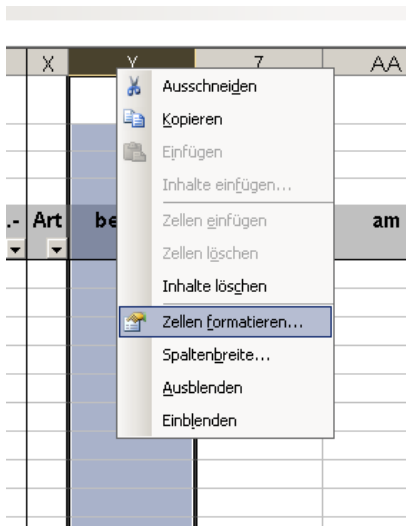 X Y Z AA
Ausschneiden
Kopieren
Einfügen
Inhalte einfügen...
.- Art be am
Zellen einfügen
Zellen löschen
Inhalte löschen
Zellen formatieren...
Spaltenbreite...
Ausblenden
Einblenden